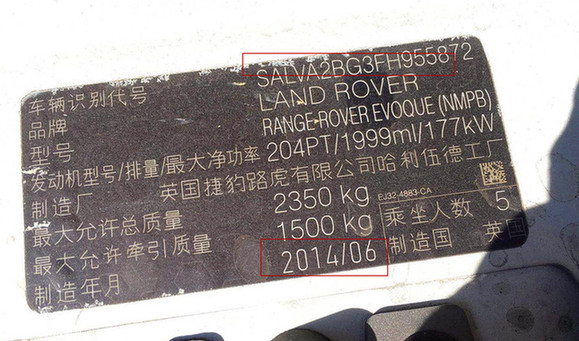 车辆识别代号 SALVA2BG3FH955872
品牌 LAND ROVER
型号 RANGE ROVER EVOQUE (NMPB)
发动机型号/排量/最大净功率 204PT/1999ml/177kW
制造厂 英国捷豹路虎有限公司哈利伍德工厂
最大允许总质量 2350 kg EJ32-4883-CA
最大允许牵引质量 1500 kg 乘坐人数 5
制造年月 2014/06 制造国 英国